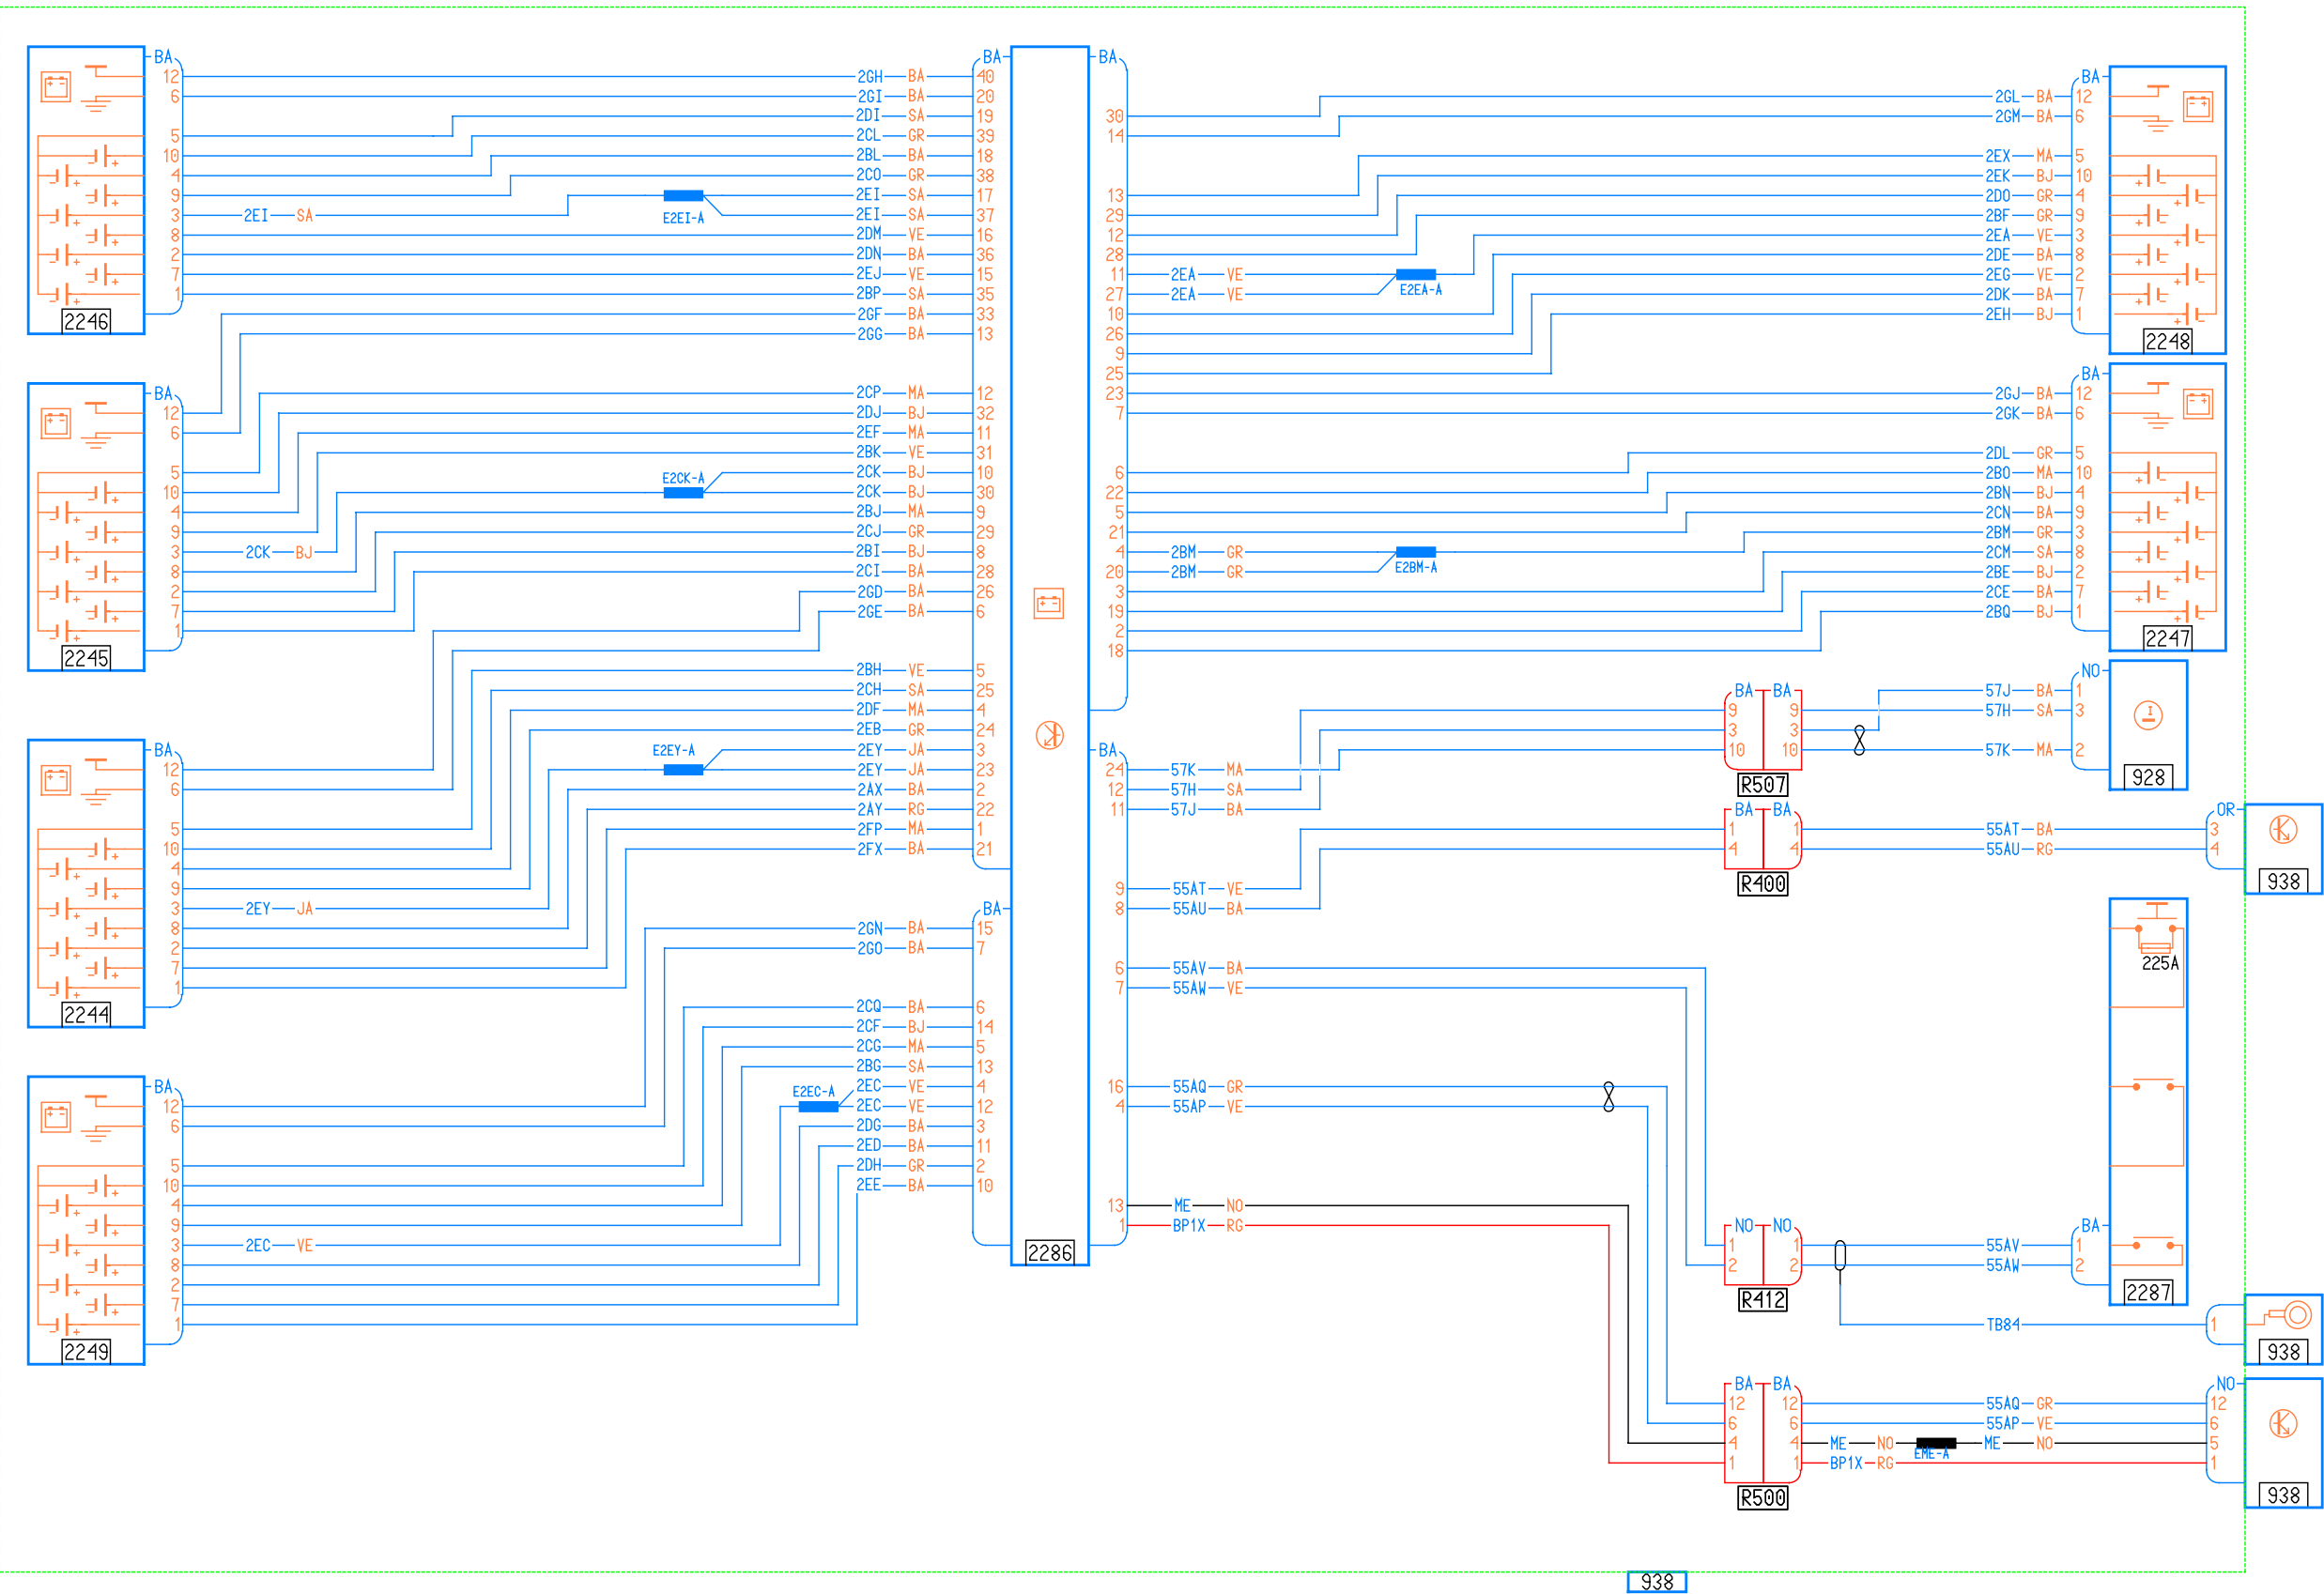 BA BA BA
12 2GH BA 40
6 2GI BA 20
2DI SA 19
5 2CL GR 39
10 2BL BA 18
4 2CO GR 38
9 2EI SA 17
E2EI-A
3 2EI SA 2EI SA 37
8 2DM VE 16
2 2DN BA 36
7 2EJ VE 15
1 2BP SA 35
2GF BA 33
2246
2GG BA 13
BA
2CP MA 12
12 2DJ BJ 32
6 2EF MA 11
2BK VE 31
5 2CK BJ 10
E2CK-A
10 2CK BJ 30
4 2BJ MA 9
9 2CJ GR 29
3 2CK BJ 2BI BJ 8
8 2CI BA 28
2 2GD BA 26
7 2GE BA 6
1
2245
2BH VE 5
2CH SA 25
2DF MA 4
2EB GR 24
BA
E2EY-A
2EY JA 3
12 2EY JA 23
6 2AX BA 2
2AY RG 22
5 2FP MA 1
10 2FX BA 21
4
9
3 2EY JA
BA
8 2GN BA 15
2 2GO BA 7
7
1
2244
2CQ BA 6
2CF BJ 14
2CG MA 5
2BG SA 13
BA
E2EC-A
2EC VE 4
12 2EC VE 12
6 2DG BA 3
2ED BA 11
5 2DH GR 2
10 2EE BA 10
4
9
3 2EC VE
8
2
7
1
2249
2286
BA
12 2GL BA
30 2GM BA 6
14
2EX MA 5
2EK BJ 10
13 2DO GR 4
29 2BF GR 9
12 2EA VE 3
28 2DE BA 8
11 2EA VE 2EG VE 2
E2EA-A
27 2EA VE 2DK BA 7
10 2EH BJ 1
26
2248
9
25
BA
23 2GJ BA 12
7 2GK BA 6
2DL GR 5
6 2BO MA 10
22 2BN BJ 4
5 2CN BA 9
21 2BM GR 3
4 2BM GR 2CM SA 8
E2BM-A
20 2BM GR 2BE BJ 2
3 2CE BA 7
19 2BQ BJ 1
2
2247
18
NO
BA BA 57J BA 1
9 9 57H SA 3
3 3
BA
10 10 57K MA 2
24 57K MA
R507
928
12 57H SA
11 57J BA
BA BA OR
1 1 55AT BA 3
4 4 55AU RG 4
R400
938
9 55AT VE
8 55AU BA
225A
6 55AV BA
7 55AW VE
16 55AQ GR
4 55AP VE
13 ME NO
1 BP1X RG
NO NO BA
1 1 55AV 1
2 2 55AW 2
R412
2287
TB84 1
938
BA BA NO
12 12 55AQ GR 12
6 6 55AP VE 6
4 4 ME NO ME NO 5
EME-A
1 1 BP1X RG 1
R500
938
938